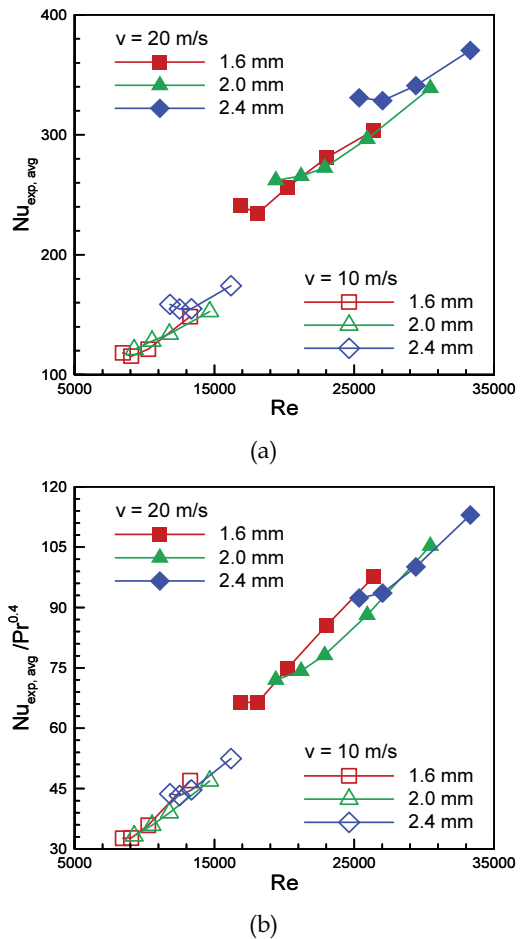 400
300
200
100
Nu_exp, avg
v = 20 m/s
1.6 mm
2.0 mm
2.4 mm
v = 10 m/s
1.6 mm
2.0 mm
2.4 mm
5000
15000
25000
35000
Re
(a)
120
105
90
75
60
45
30
Nu_exp, avg /Pr^0.4
v = 20 m/s
1.6 mm
2.0 mm
2.4 mm
v = 10 m/s
1.6 mm
2.0 mm
2.4 mm
5000
15000
25000
35000
Re
(b)